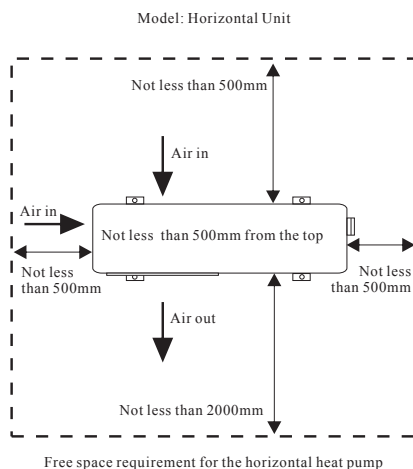 Model: Horizontal Unit
Not less than 500mm
Air in
Air in
Not less than 500mm from the top
Not less
than 500mm
Not less
than 500mm
Air out
Not less than 2000mm
Free space requirement for the horizontal heat pump